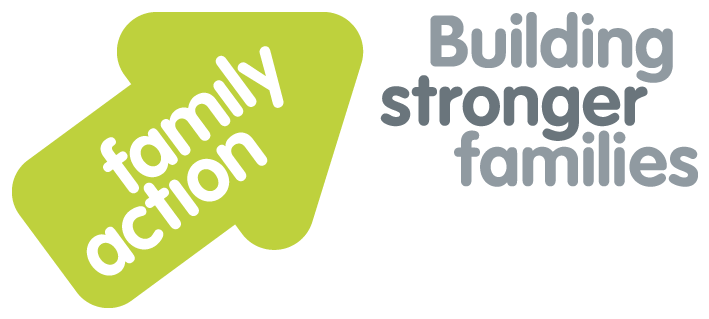 family
action
Building
stronger
families